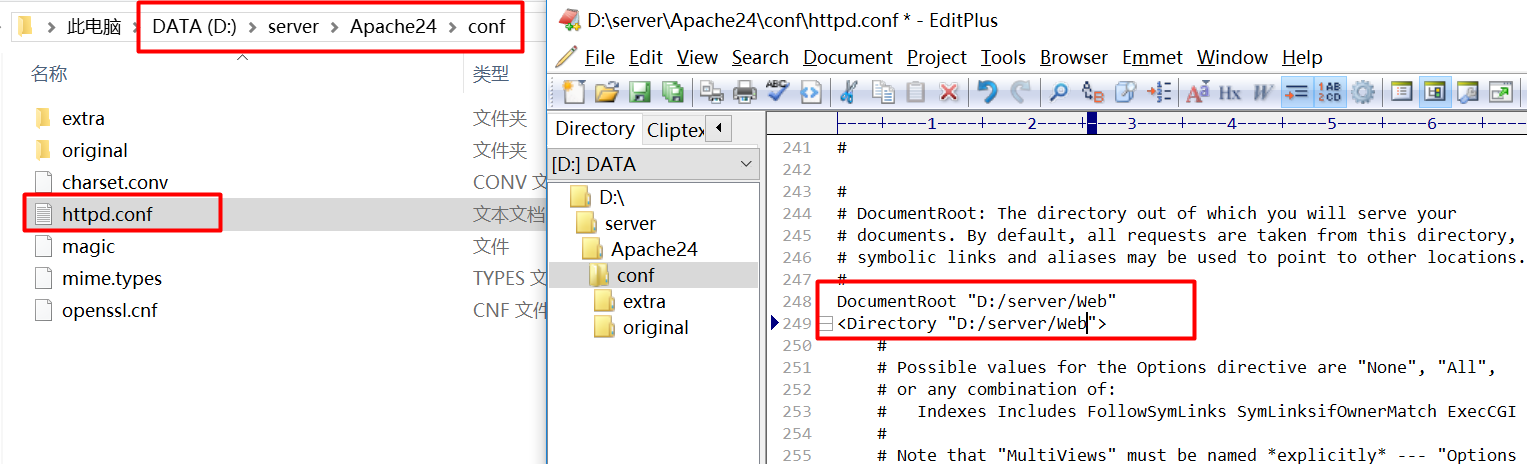 此电脑 DATA (D:) server Apache24 conf
名称 类型
extra 文件夹
original 文件夹
charset.conv CONV 文
httpd.conf 文本文档
magic 文件
mime.types TYPES 文
openssl.cnf CNF 文件
D:\server\Apache24\conf\httpd.conf * - EditPlus
File Edit View Search Document Project Tools Browser Emmet Window Help
Directory Cliptex
[D:] DATA
D:\
server
Apache24
conf
extra
original
----+----1----+----2----+----3----+----4----+----5----+----6----+----
241 #
242
243 #
244 # DocumentRoot: The directory out of which you will serve your
245 # documents. By default, all requests are taken from this directory,
246 # symbolic links and aliases may be used to point to other locations.
247 #
248 DocumentRoot "D:/server/Web"
249 <Directory "D:/server/Web">
250 #
251 # Possible values for the Options directive are "None", "All",
252 # or any combination of:
253 # Indexes Includes FollowSymLinks SymLinksifOwnerMatch ExecCGI
254 #
255 # Note that "MultiViews" must be named *explicitly* --- "Options